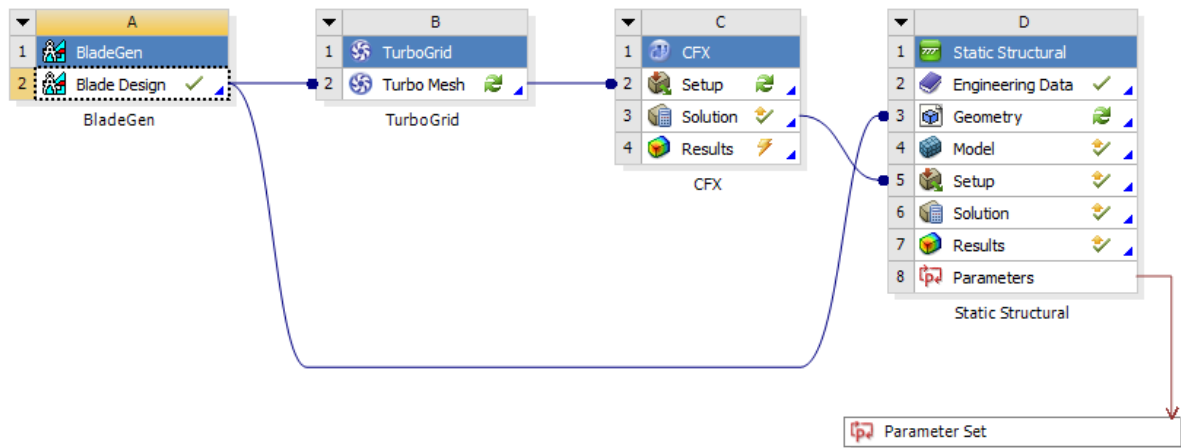 A
1 BladeGen
2 Blade Design
BladeGen
B
1 TurboGrid
2 Turbo Mesh
TurboGrid
C
1 CFX
2 Setup
3 Solution
4 Results
CFX
D
1 Static Structural
2 Engineering Data
3 Geometry
4 Model
5 Setup
6 Solution
7 Results
8 Parameters
Static Structural
Parameter Set